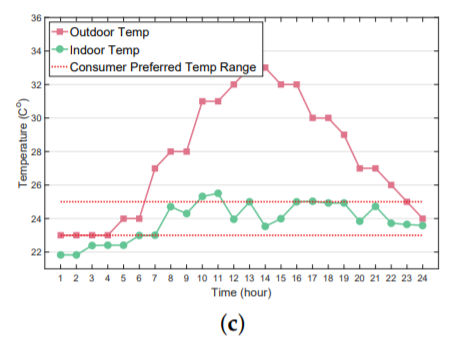 36
34
32
30
28
26
24
22
Temperature (C°)
Outdoor Temp
Indoor Temp
Consumer Preferred Temp Range
1 2 3 4 5 6 7 8 9 10 11 12 13 14 15 16 17 18 19 20 21 22 23 24
Time (hour)
(c)